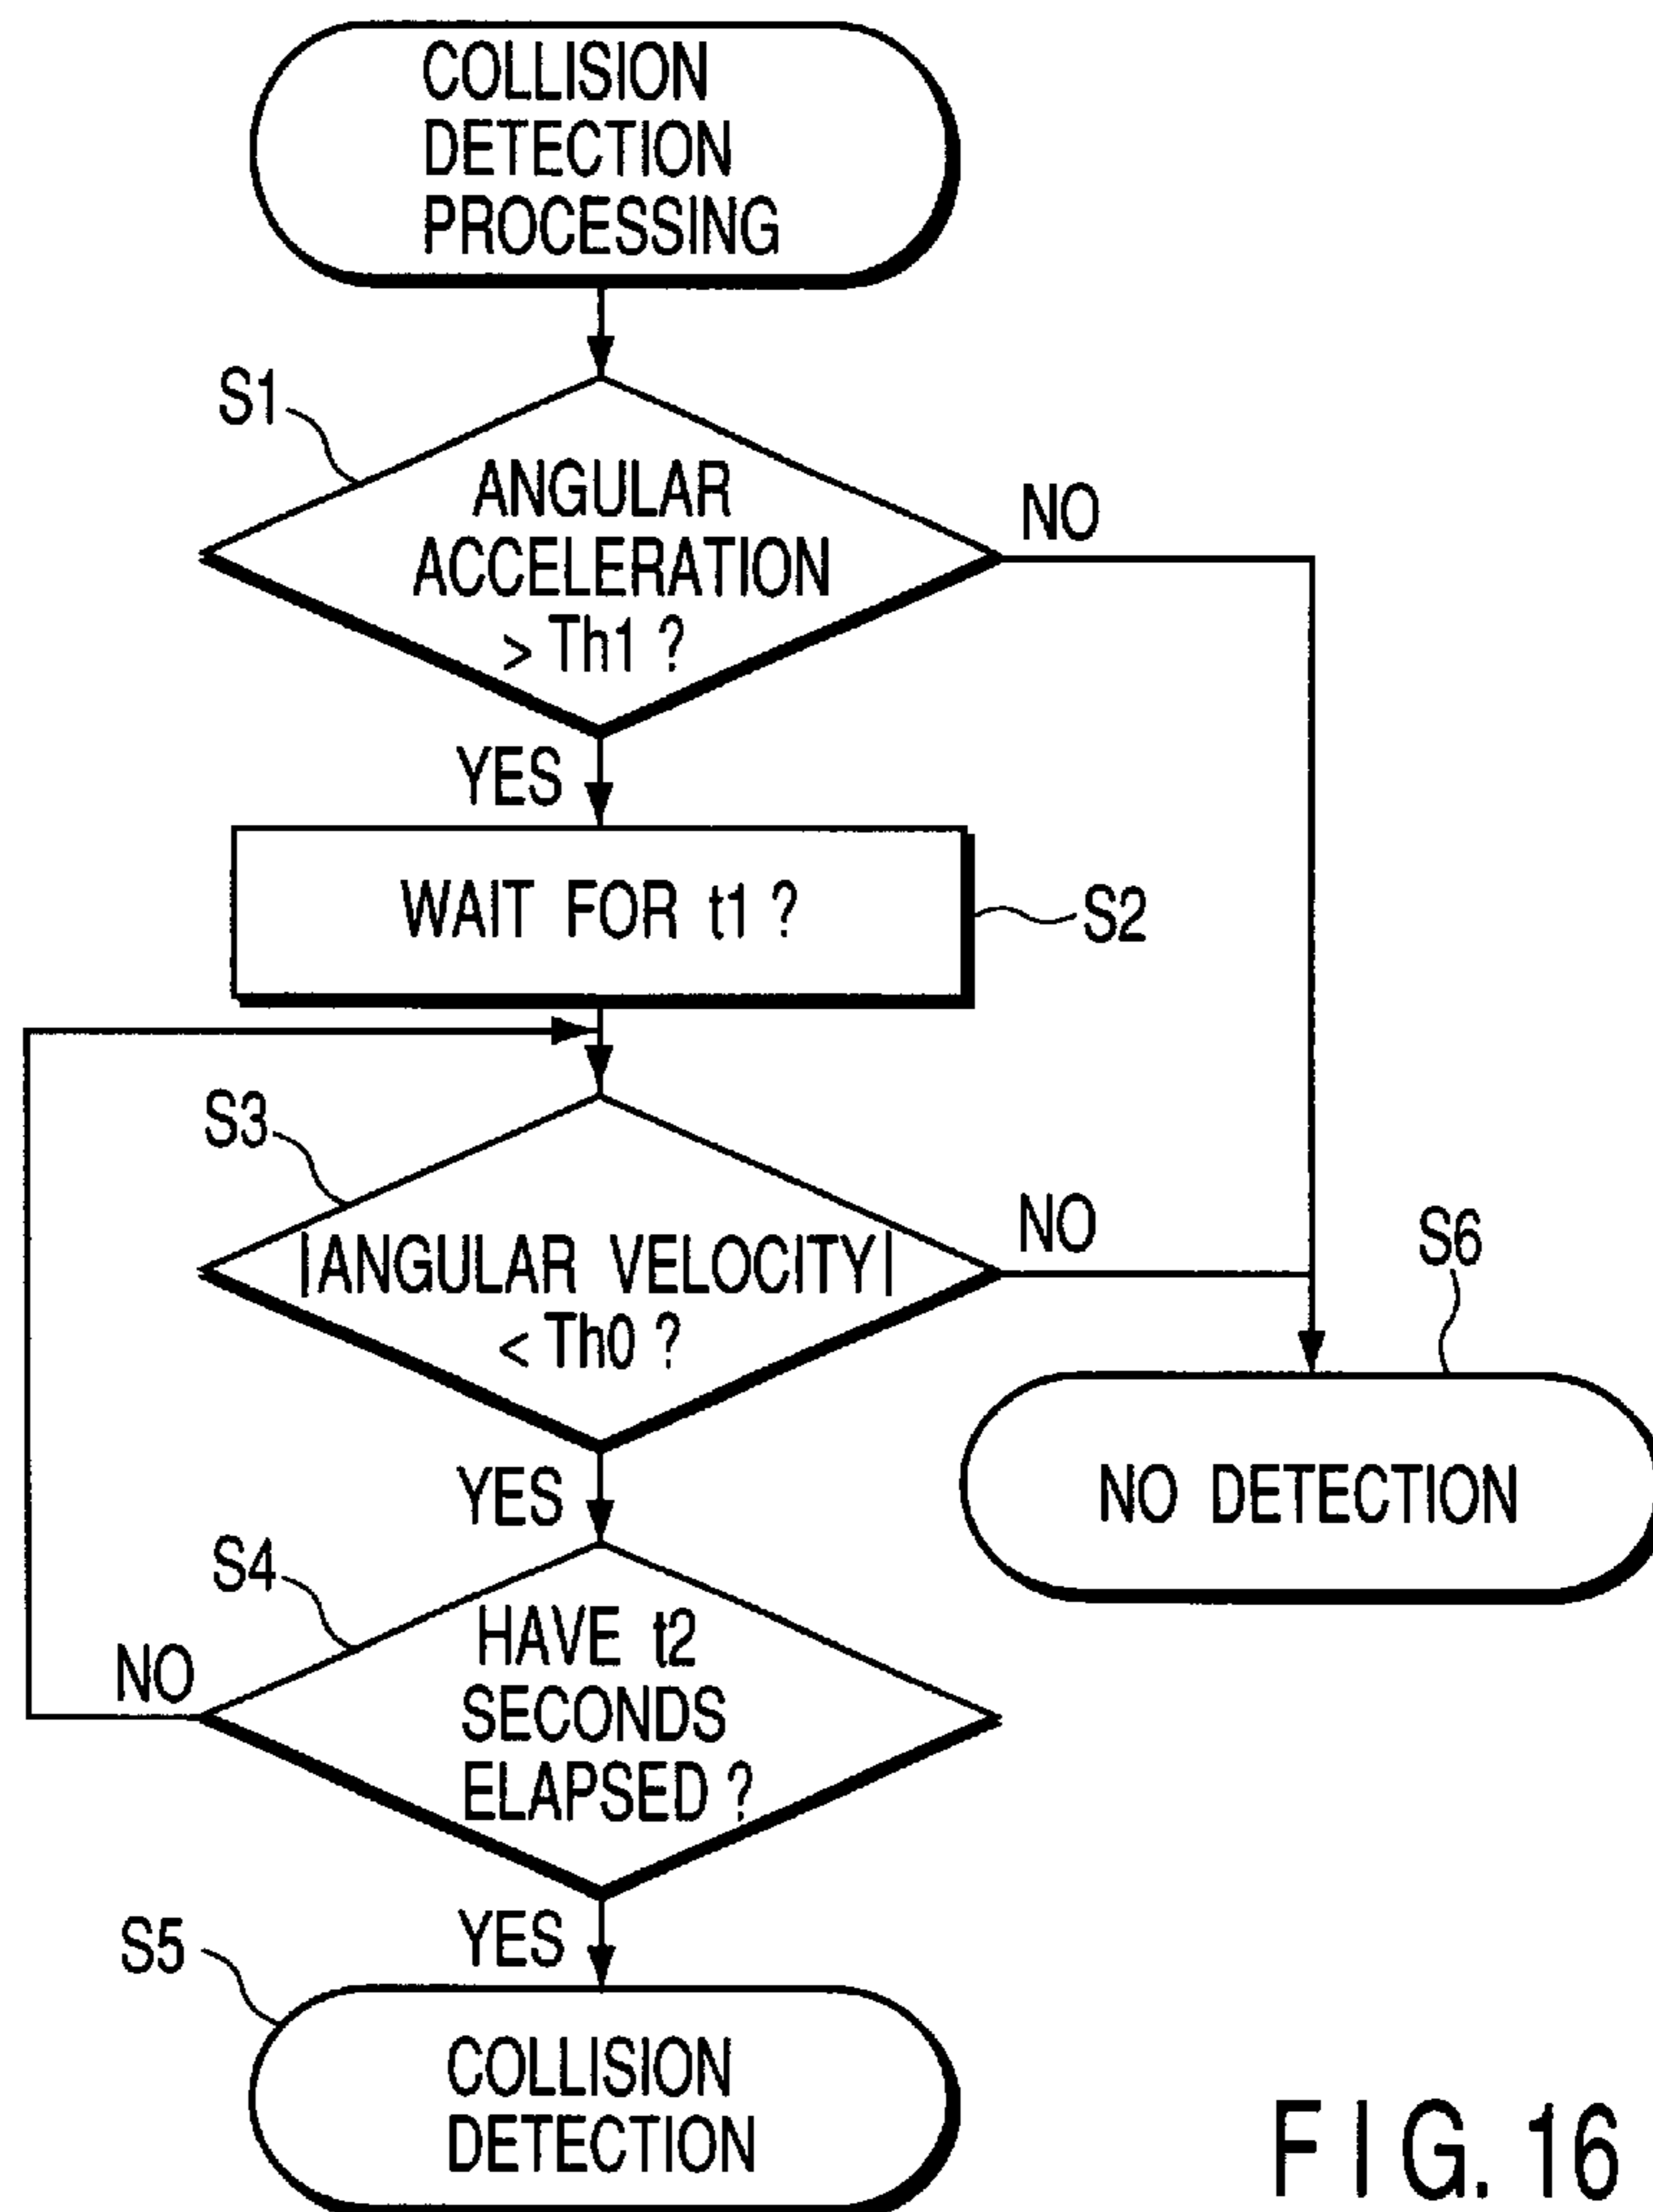 COLLISION
DETECTION
PROCESSING
S1
ANGULAR
ACCELERATION
> Th1 ?
NO
YES
WAIT FOR t1 ?
S2
S3
|ANGULAR VELOCITY|
< Th0 ?
NO
S6
YES
NO DETECTION
S4
HAVE t2
SECONDS
ELAPSED ?
NO
YES
S5
COLLISION
DETECTION
FIG. 16